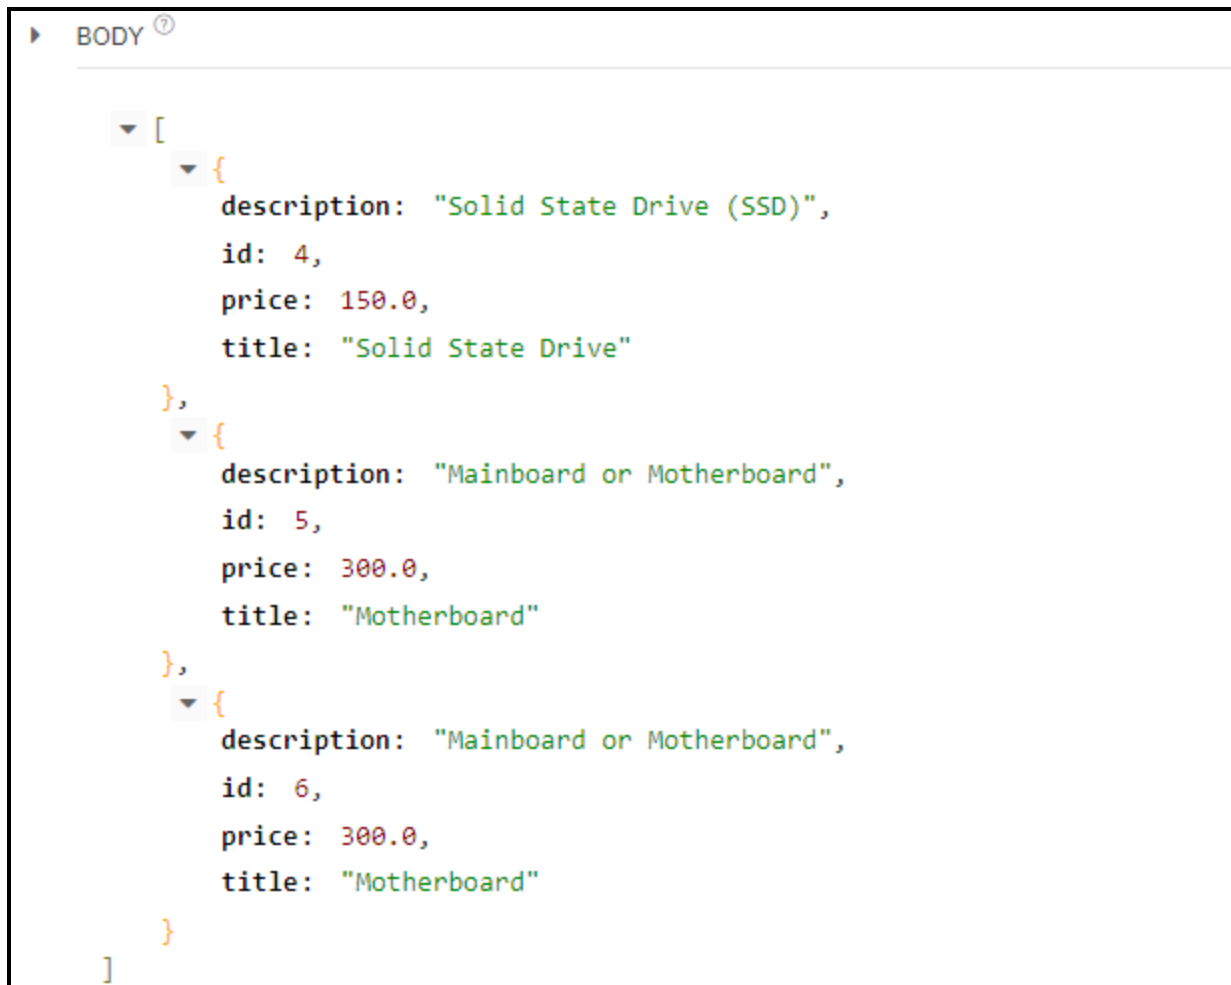 BODY ?
[
{
description: "Solid State Drive (SSD)",
id: 4,
price: 150.0,
title: "Solid State Drive"
},
{
description: "Mainboard or Motherboard",
id: 5,
price: 300.0,
title: "Motherboard"
},
{
description: "Mainboard or Motherboard",
id: 6,
price: 300.0,
title: "Motherboard"
}
]